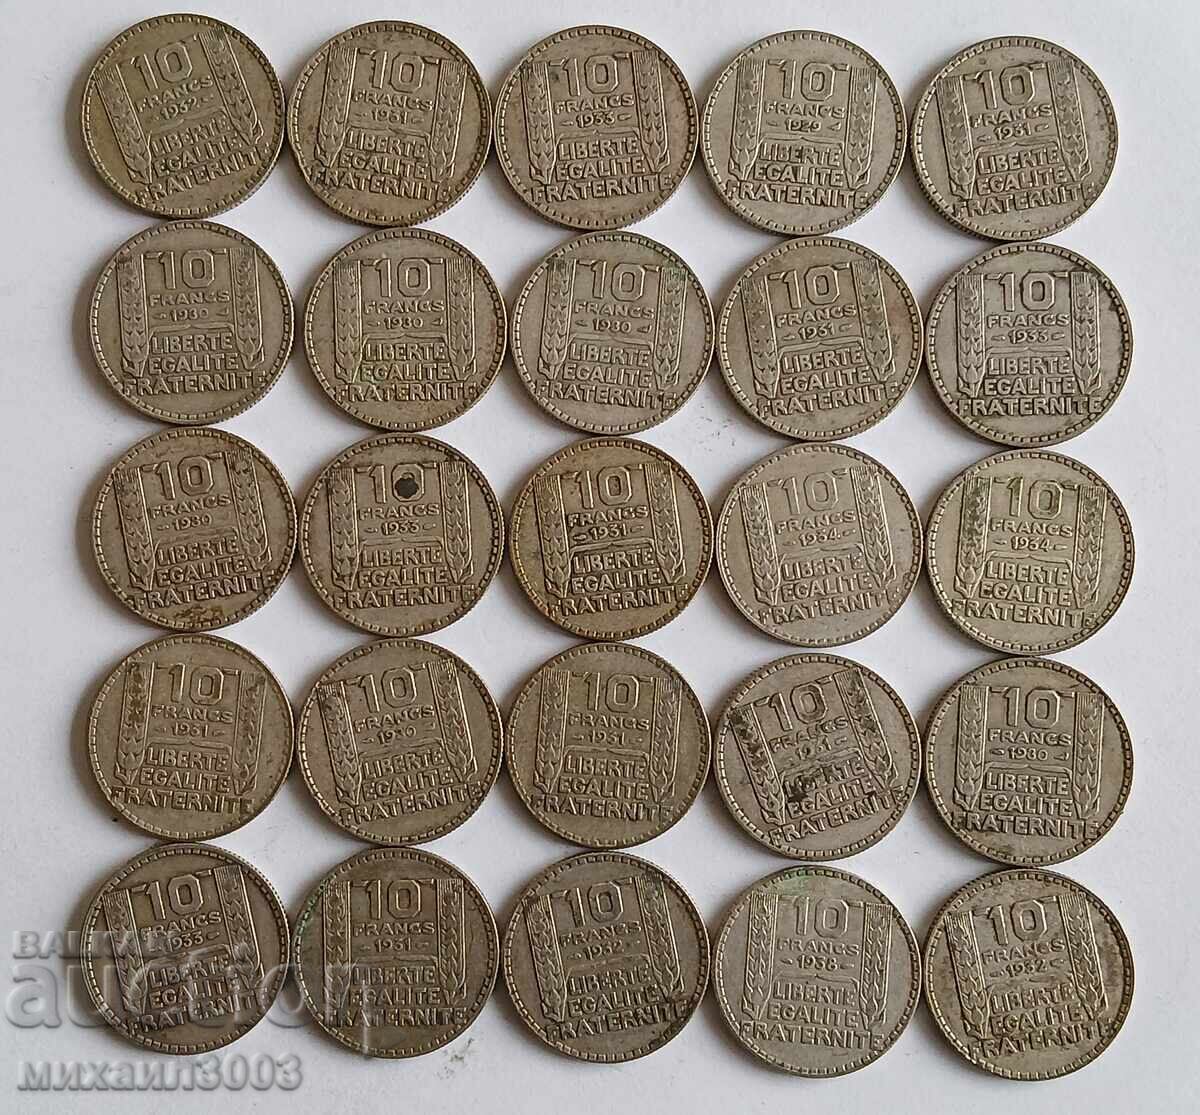 10
FRANCS
1932
LIBERTE
EGALITE
FRATERNITE
10
FRANCS
1931
LIBERTE
EGALITE
FRATERNITE
10
FRANCS
1933
LIBERTE
EGALITE
FRATERNITE
10
FRANCS
1929
LIBERTE
EGALITE
FRATERNITE
10
FRANCS
1931
LIBERTE
EGALITE
FRATERNITE
10
FRANCS
1930
LIBERTE
EGALITE
FRATERNITE
10
FRANCS
1930
LIBERTE
EGALITE
FRATERNITE
10
FRANCS
1930
LIBERTE
EGALITE
FRATERNITE
10
FRANCS
1931
LIBERTE
EGALITE
FRATERNITE
10
FRANCS
1933
LIBERTE
EGALITE
FRATERNITE
10
FRANCS
1930
LIBERTE
EGALITE
FRATERNITE
10
FRANCS
1933
LIBERTE
EGALITE
FRATERNITE
10
FRANCS
1931
LIBERTE
EGALITE
FRATERNITE
10
FRANCS
1934
LIBERTE
EGALITE
FRATERNITE
10
FRANCS
1934
LIBERTE
EGALITE
FRATERNITE
10
FRANCS
1931
LIBERTE
EGALITE
FRATERNITE
10
FRANCS
1930
LIBERTE
EGALITE
FRATERNITE
10
FRANCS
1931
LIBERTE
EGALITE
FRATERNITE
10
FRANCS
1931
LIBERTE
EGALITE
FRATERNITE
10
FRANCS
1930
LIBERTE
EGALITE
FRATERNITE
10
FRANCS
1933
LIBERTE
EGALITE
FRATERNITE
10
FRANCS
1931
LIBERTE
EGALITE
FRATERNITE
10
FRANCS
1932
LIBERTE
EGALITE
FRATERNITE
10
FRANCS
1938
LIBERTE
EGALITE
FRATERNITE
10
FRANCS
1932
LIBERTE
EGALITE
FRATERNITE
BALKAN
auction
михаил3003